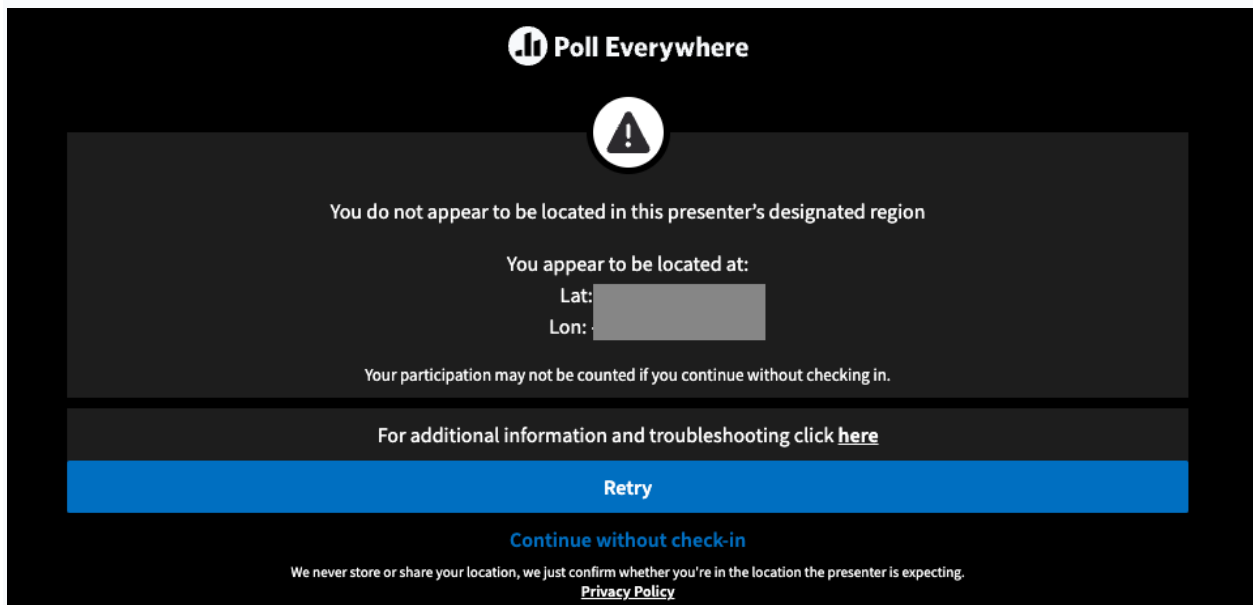 Poll Everywhere
You do not appear to be located in this presenter’s designated region
You appear to be located at:
Lat:
Lon: -
Your participation may not be counted if you continue without checking in.
For additional information and troubleshooting click here
Retry
Continue without check-in
We never store or share your location, we just confirm whether you're in the location the presenter is expecting.
Privacy Policy